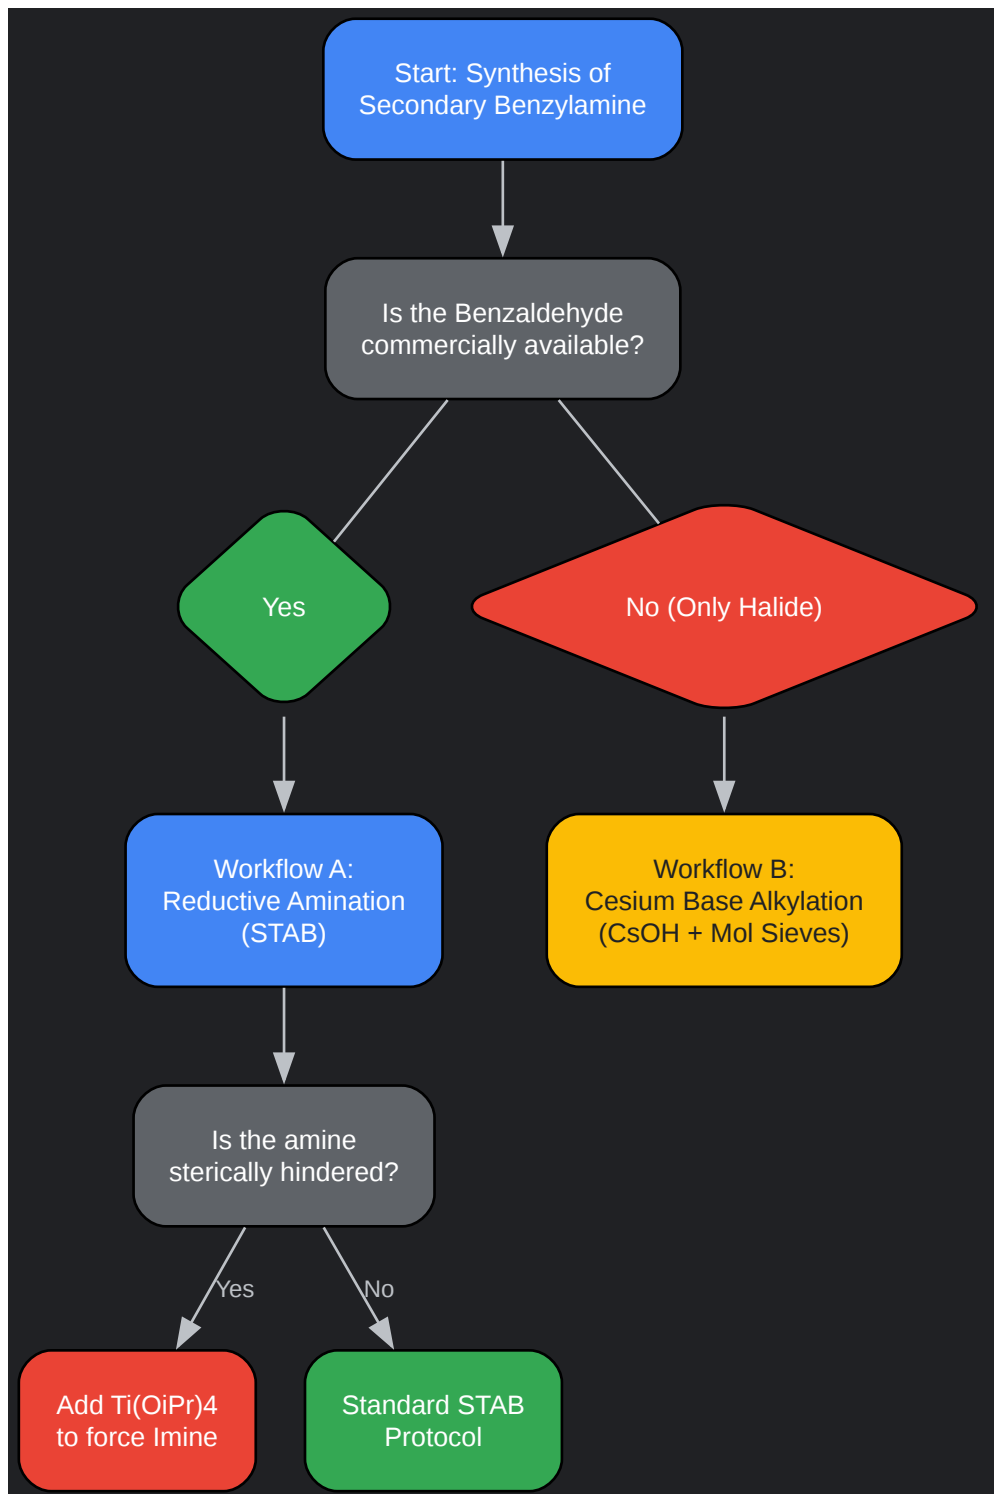 Start: Synthesis of
Secondary Benzylamine
Is the Benzaldehyde
commercially available?
Yes
No (Only Halide)
Workflow A:
Reductive Amination
(STAB)
Workflow B:
Cesium Base Alkylation
(CsOH + Mol Sieves)
Is the amine
sterically hindered?
Yes
No
Add Ti(OiPr)4
to force Imine
Standard STAB
Protocol